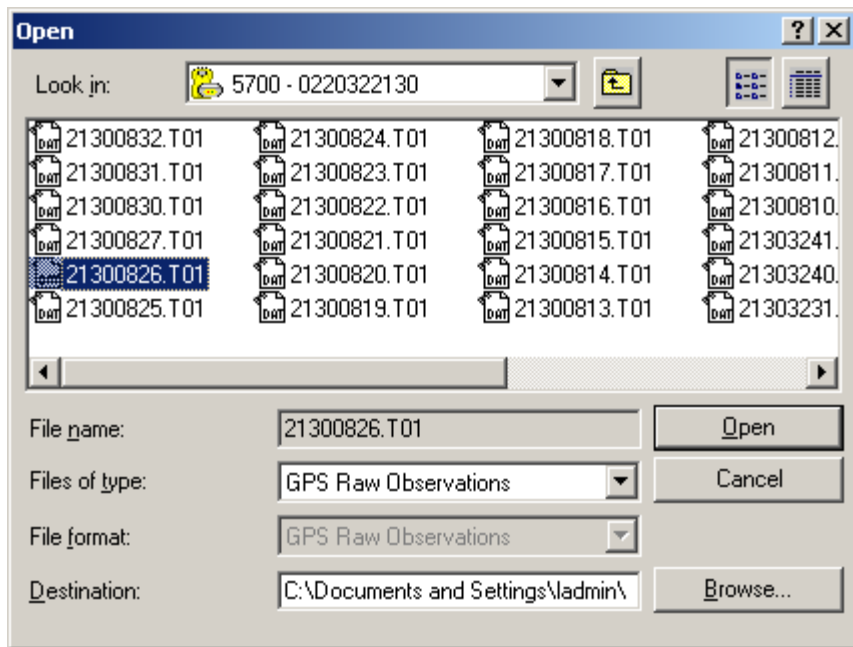 Open
Look in: 5700 - 0220322130
21300832.T01 21300824.T01 21300818.T01 21300812.
21300831.T01 21300823.T01 21300817.T01 21300811.
21300830.T01 21300822.T01 21300816.T01 21300810.
21300827.T01 21300821.T01 21300815.T01 21303241.
21300826.T01 21300820.T01 21300814.T01 21303240.
21300825.T01 21300819.T01 21300813.T01 21303231.
File name: 21300826.T01 Open
Files of type: GPS Raw Observations Cancel
File format: GPS Raw Observations
Destination: C:\Documents and Settings\ladmin\ Browse...